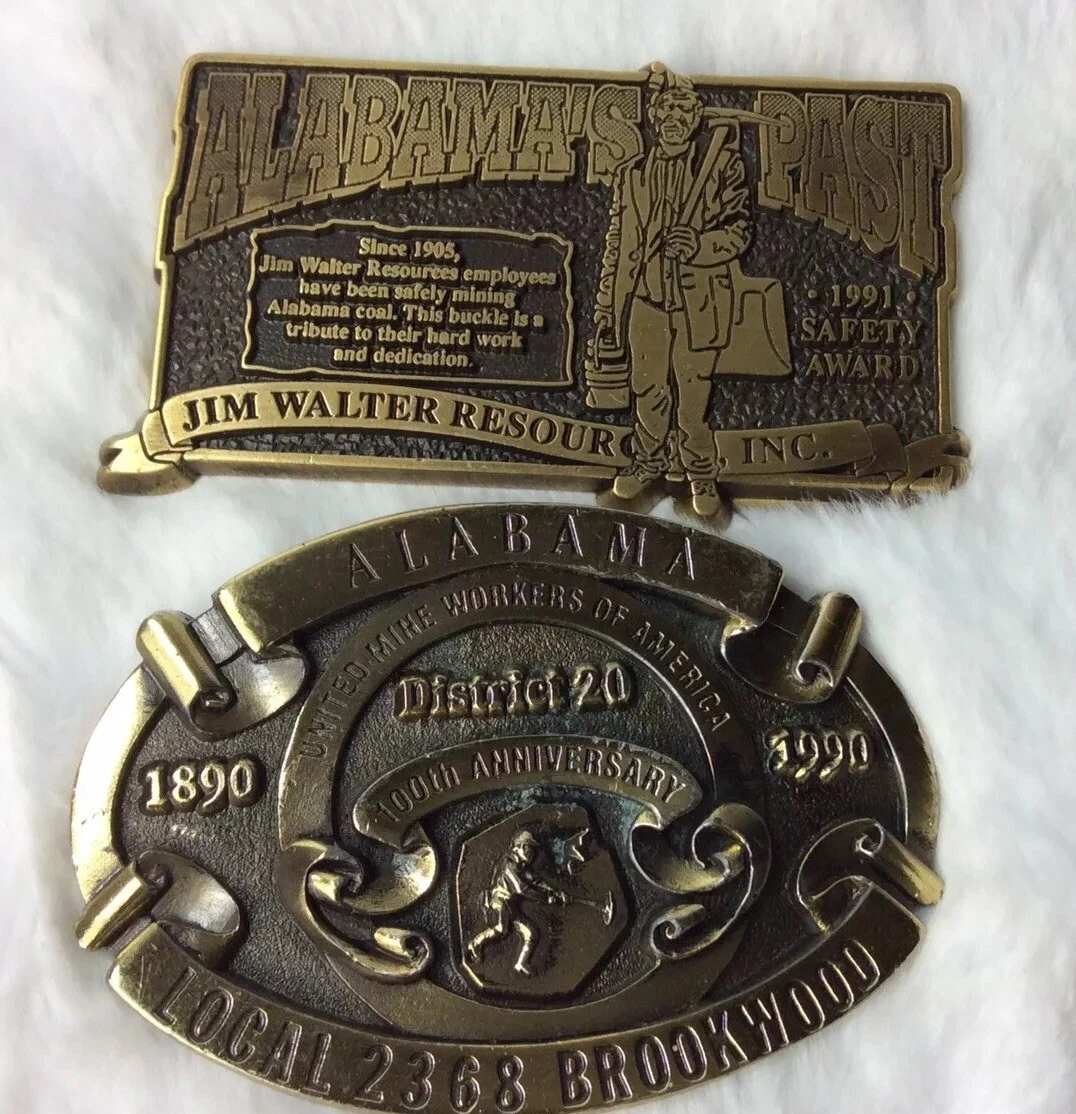 ALABAMA'S PAST
Since 1905,
Jim Walter Resources employees
have been safely mining
Alabama coal. This buckle is a
tribute to their hard work
and dedication.
· 1991 ·
SAFETY
AWARD
JIM WALTER RESOURC , INC.
ALABAMA
UNITED MINE WORKERS OF AMERICA
District 20
1890
1990
100th ANNIVERSARY
LOCAL 2368 BROOKWOOD